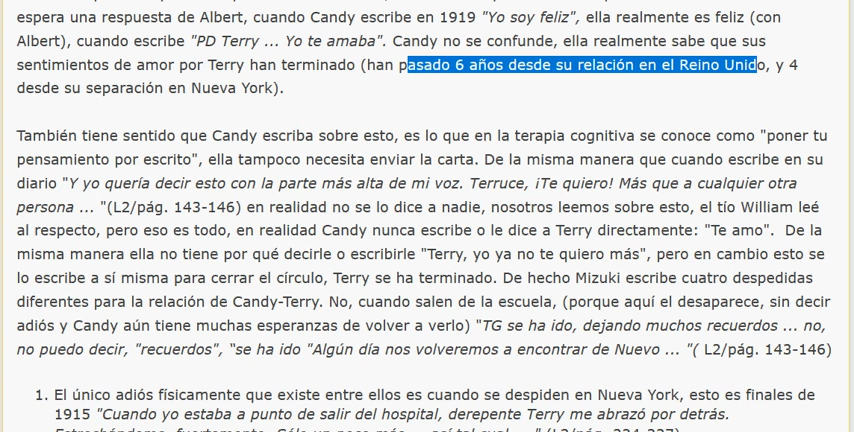 espera una respuesta de Albert, cuando Candy escribe en 1919 "Yo soy feliz", ella realmente es feliz (con
Albert), cuando escribe "PD Terry ... Yo te amaba". Candy no se confunde, ella realmente sabe que sus
sentimientos de amor por Terry han terminado (han pasado 6 años desde su relación en el Reino Unido, y 4
desde su separación en Nueva York).
También tiene sentido que Candy escriba sobre esto, es lo que en la terapia cognitiva se conoce como "poner tu
pensamiento por escrito", ella tampoco necesita enviar la carta. De la misma manera que cuando escribe en su
diario "Y yo quería decir esto con la parte más alta de mi voz. Terruce, ¡Te quiero! Más que a cualquier otra
persona ... "(L2/pág. 143-146) en realidad no se lo dice a nadie, nosotros leemos sobre esto, el tío William leé
al respecto, pero eso es todo, en realidad Candy nunca escribe o le dice a Terry directamente: "Te amo".  De la
misma manera ella no tiene por qué decirle o escribirle "Terry, yo ya no te quiero más", pero en cambio esto se
lo escribe a sí misma para cerrar el círculo, Terry se ha terminado. De hecho Mizuki escribe cuatro despedidas
diferentes para la relación de Candy-Terry. No, cuando salen de la escuela, (porque aquí el desaparece, sin decir
adiós y Candy aún tiene muchas esperanzas de volver a verlo) "TG se ha ido, dejando muchos recuerdos ... no,
no puedo decir, "recuerdos", "se ha ido "Algún día nos volveremos a encontrar de Nuevo ... "( L2/pág. 143-146)
1. El único adiós físicamente que existe entre ellos es cuando se despiden en Nueva York, esto es finales de
1915 "Cuando yo estaba a punto de salir del hospital, derepente Terry me abrazó por detrás.